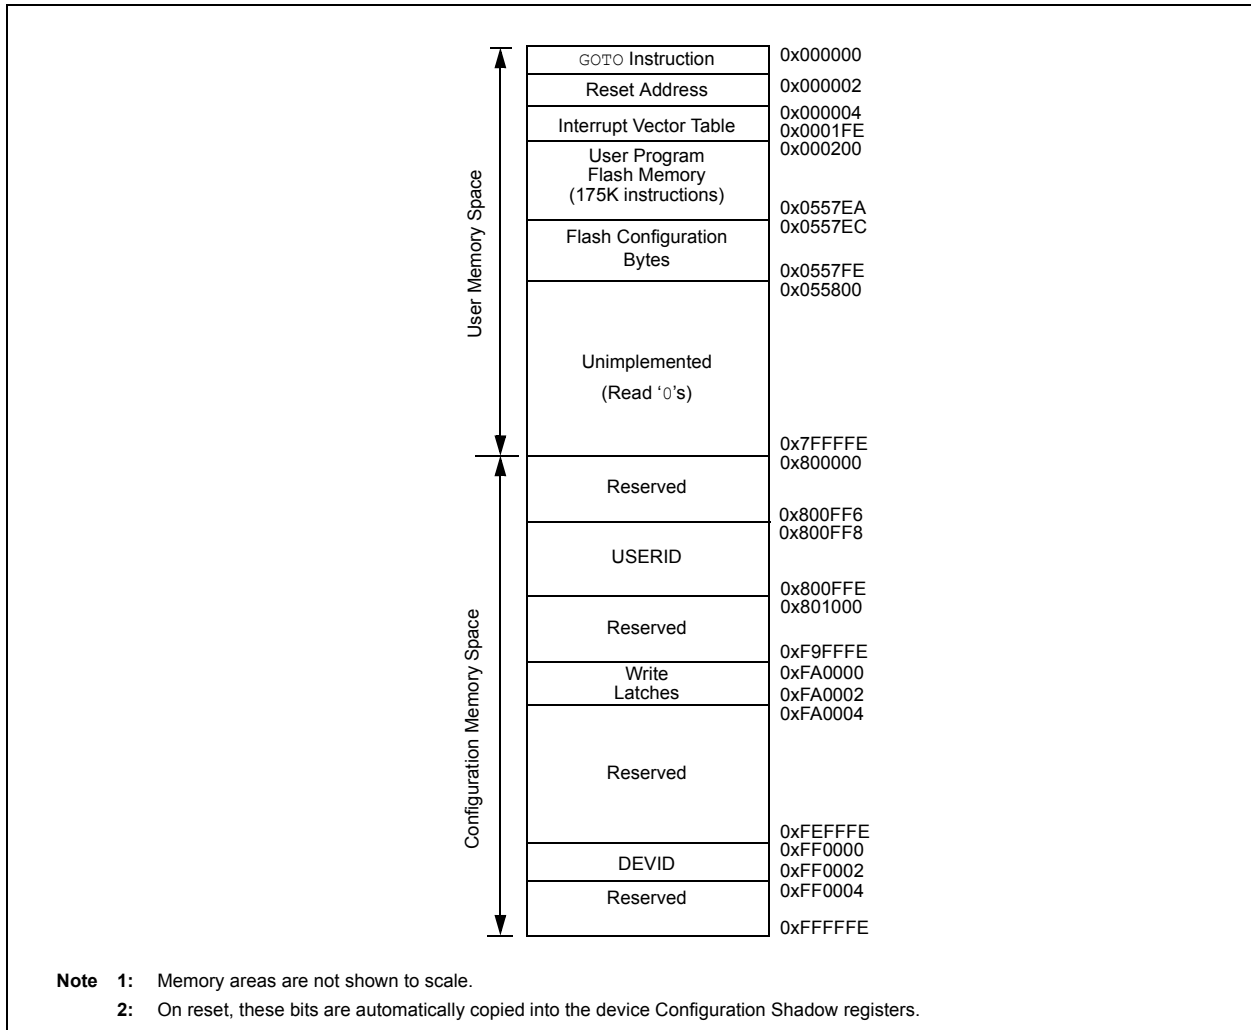 User Memory Space
Configuration Memory Space
GOTO Instruction 0x000000
Reset Address 0x000002
0x000004
Interrupt Vector Table 0x0001FE
0x000200
User Program
Flash Memory
(175K instructions)
0x0557EA
0x0557EC
Flash Configuration
Bytes
0x0557FE
0x055800
Unimplemented
(Read ‘0’s)
0x7FFFFE
0x800000
Reserved
0x800FF6
0x800FF8
USERID
0x800FFE
0x801000
Reserved
0xF9FFFE
Write 0xFA0000
Latches 0xFA0002
0xFA0004
Reserved
0xFEFFFE
0xFF0000
DEVID
0xFF0002
0xFF0004
Reserved
0xFFFFFE
Note 1: Memory areas are not shown to scale.
2: On reset, these bits are automatically copied into the device Configuration Shadow registers.